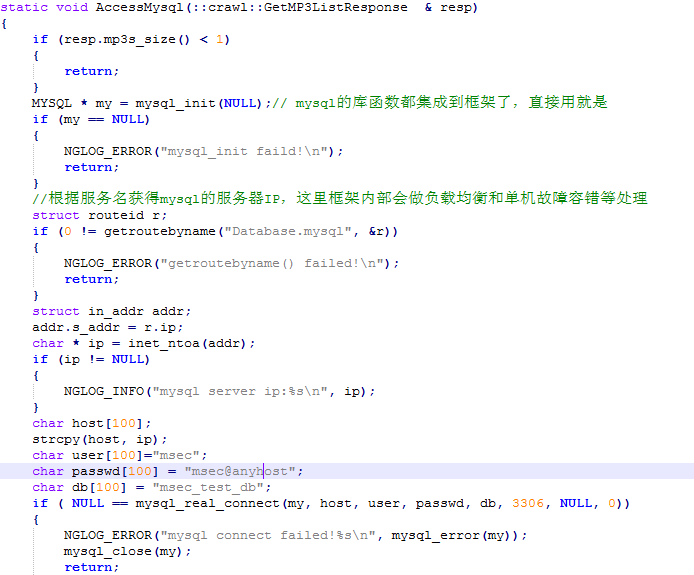 static void AccessMysql(::crawl::GetMP3ListResponse  & resp)
{
    if (resp.mp3s_size() < 1)
    {
        return;
    }
    MYSQL * my = mysql_init(NULL);// mysql的库函数都集成到框架了，直接用就是
    if (my == NULL)
    {
        NGLOG_ERROR("mysql_init faild!\n");
        return;
    }
    //根据服务名获得mysql的服务器IP，这里框架内部会做负载均衡和单机故障容错等处理
    struct routeid r;
    if (0 != getroutebyname("Database.mysql", &r))
    {
        NGLOG_ERROR("getroutebyname() failed!\n");
        return;
    }
    struct in_addr addr;
    addr.s_addr = r.ip;
    char * ip = inet_ntoa(addr);
    if (ip != NULL)
    {
        NGLOG_INFO("mysql server ip:%s\n", ip);
    }
    char host[100];
    strcpy(host, ip);
    char user[100]="msec";
    char passwd[100] = "msec@anyhost";
    char db[100] = "msec_test_db";
    if ( NULL == mysql_real_connect(my, host, user, passwd, db, 3306, NULL, 0))
    {
        NGLOG_ERROR("mysql connect failed!%s\n", mysql_error(my));
        mysql_close(my);
        return;